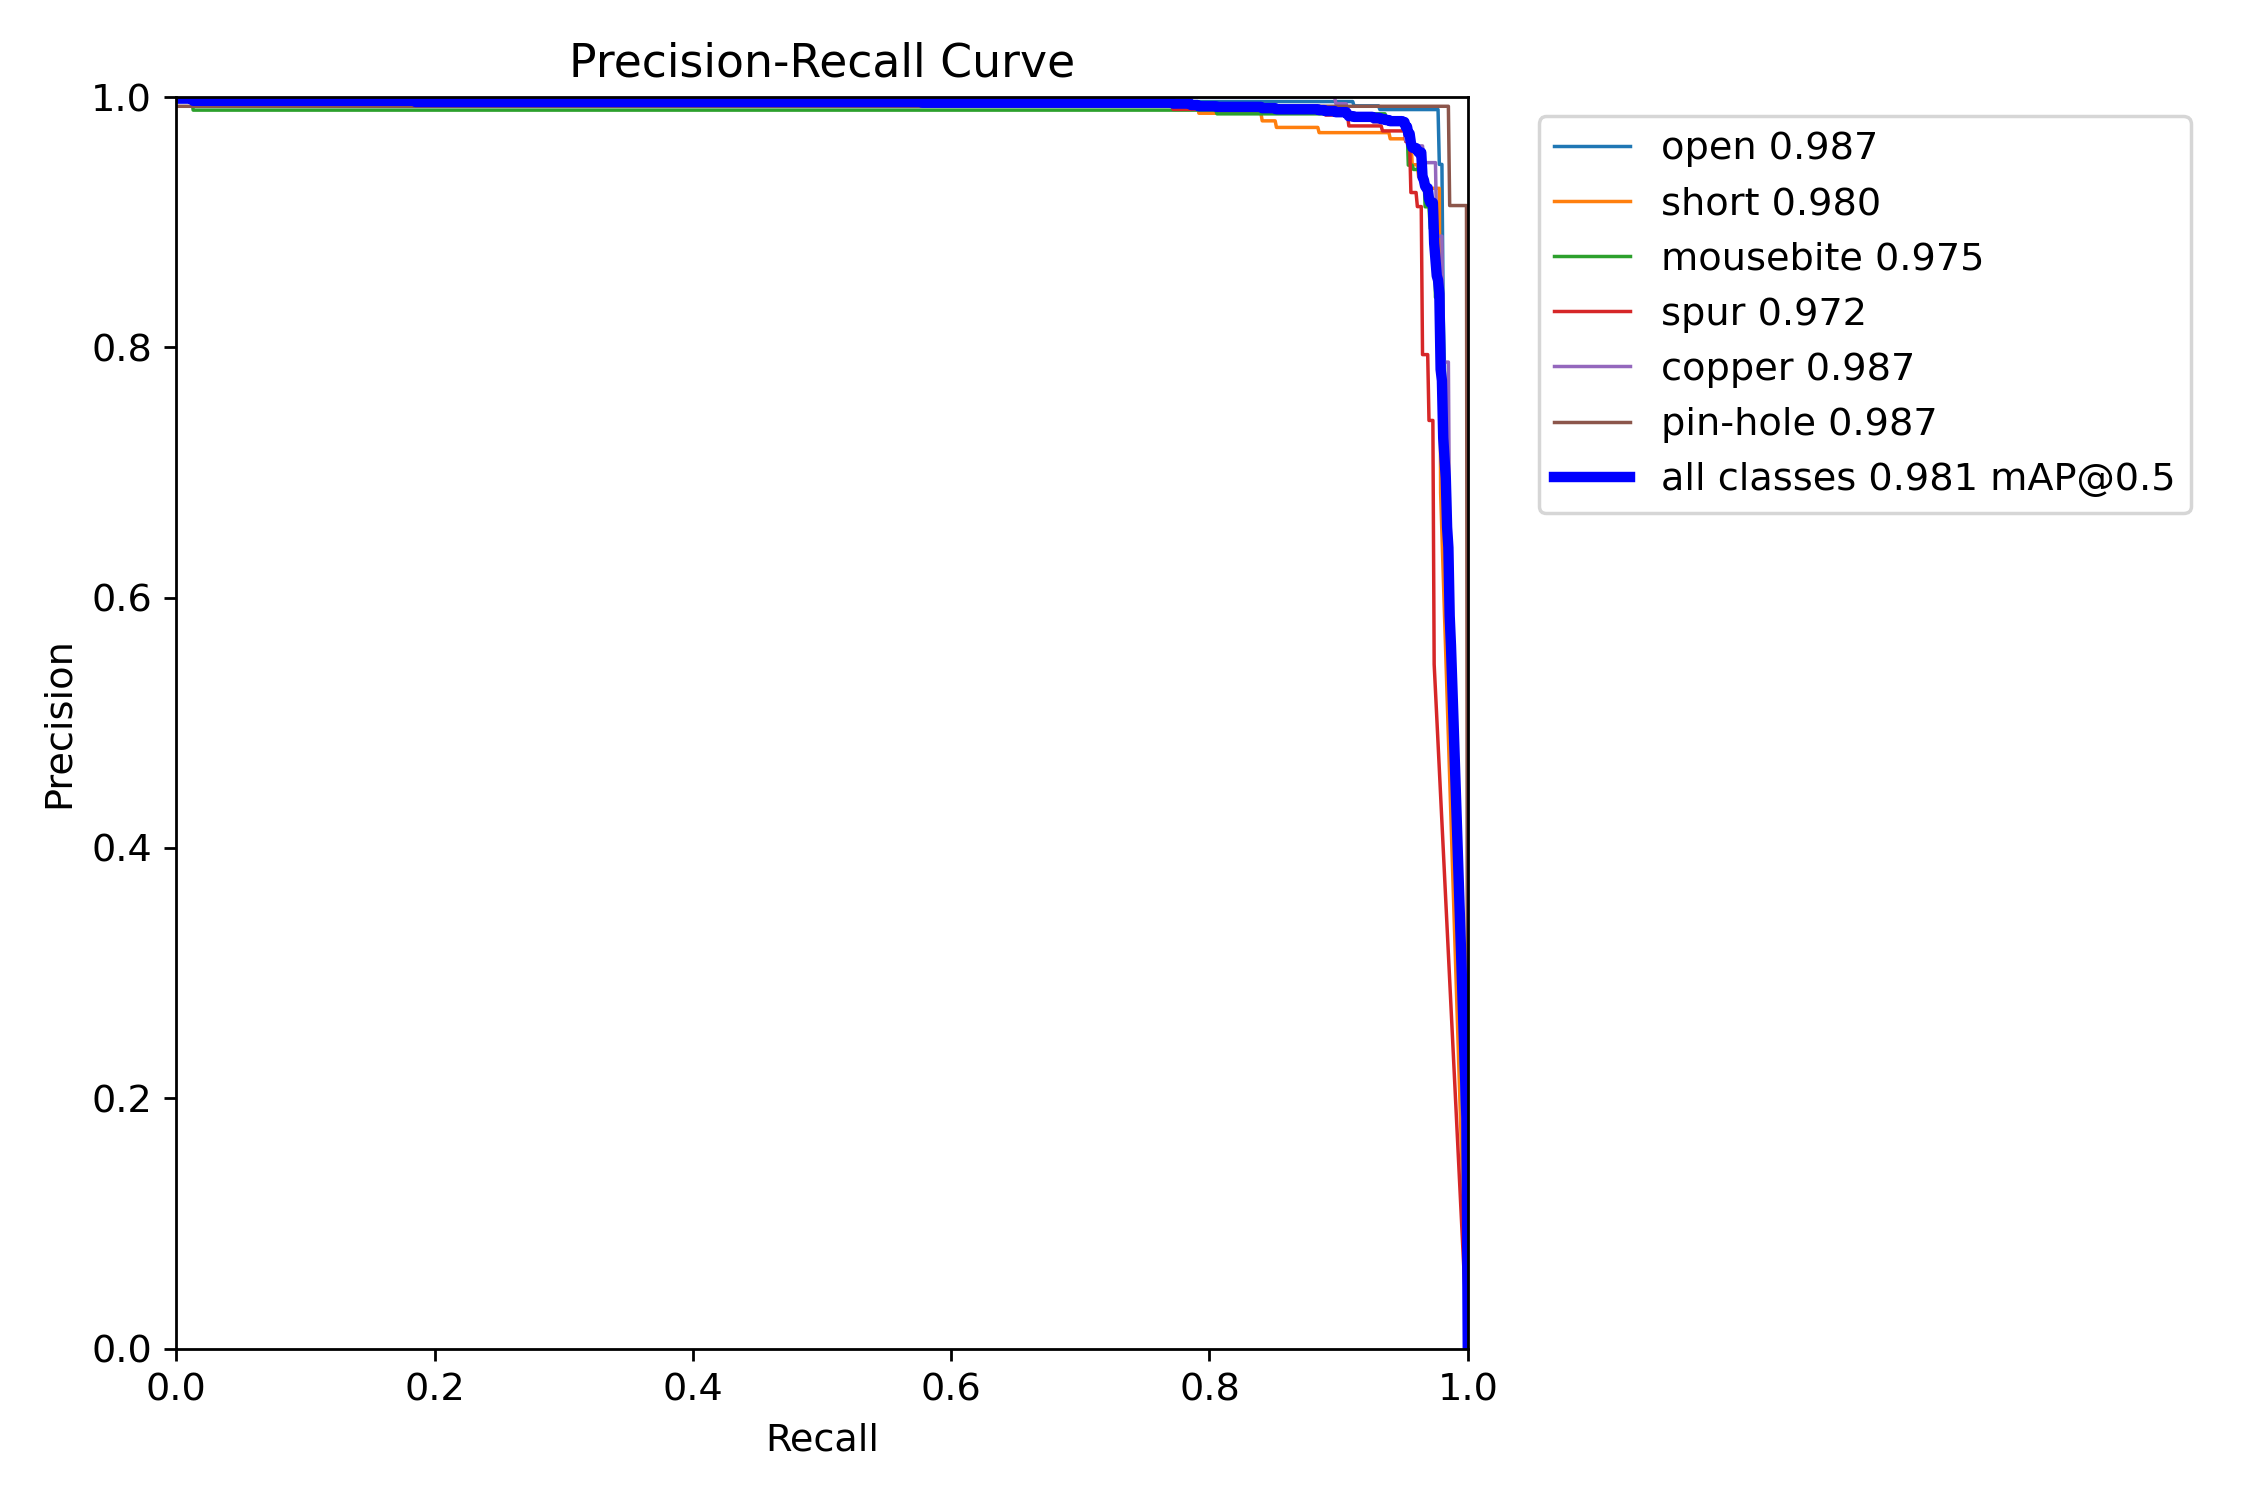 Precision-Recall Curve
1.0
0.8
0.6
0.4
0.2
0.0
Precision
0.0 0.2 0.4 0.6 0.8 1.0
Recall
open 0.987
short 0.980
mousebite 0.975
spur 0.972
copper 0.987
pin-hole 0.987
all classes 0.981 mAP@0.5